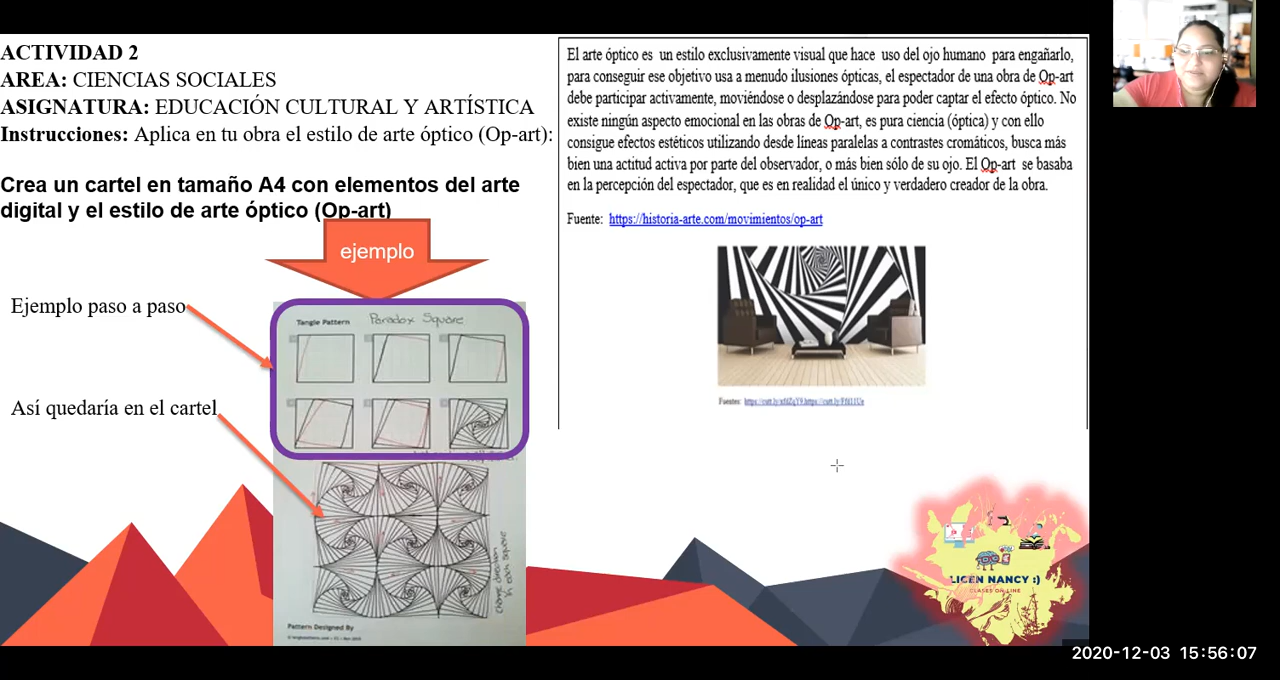 ACTIVIDAD 2
AREA: CIENCIAS SOCIALES
ASIGNATURA: EDUCACIÓN CULTURAL Y ARTÍSTICA
Instrucciones: Aplica en tu obra el estilo de arte óptico (Op-art):
Crea un cartel en tamaño A4 con elementos del arte
digital y el estilo de arte óptico (Op-art)
ejemplo
Ejemplo paso a paso
Así quedaría en el cartel
Tangle Pattern Paradox Square
change direction
in each square
Pattern Designed By
El arte óptico es un estilo exclusivamente visual que hace uso del ojo humano para engañarlo,
para conseguir ese objetivo usa a menudo ilusiones ópticas, el espectador de una obra de Op-art
debe participar activamente, moviéndose o desplazándose para poder captar el efecto óptico. No
existe ningún aspecto emocional en las obras de Op-art, es pura ciencia (óptica) y con ello
consigue efectos estéticos utilizando desde líneas paralelas a contrastes cromáticos, busca más
bien una actitud activa por parte del observador, o más bien sólo de su ojo. El Op-art se basaba
en la percepción del espectador, que es en realidad el único y verdadero creador de la obra.
Fuente: https://historia-arte.com/movimientos/op-art
Fuentes:
LICEN NANCY :)
CLASES ON LINE
2020-12-03 15:56:07